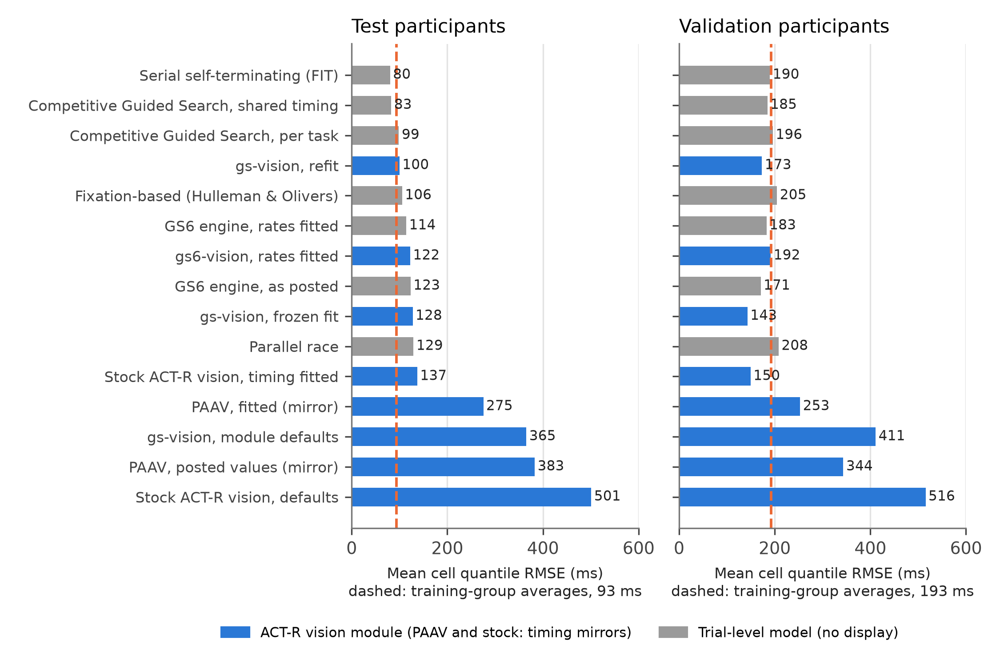 Test participants
Validation participants
Serial self-terminating (FIT) 80 190
Competitive Guided Search, shared timing 83 185
Competitive Guided Search, per task 99 196
gs-vision, refit 100 173
Fixation-based (Hulleman & Olivers) 106 205
GS6 engine, rates fitted 114 183
gs6-vision, rates fitted 122 192
GS6 engine, as posted 123 171
gs-vision, frozen fit 128 143
Parallel race 129 208
Stock ACT-R vision, timing fitted 137 150
PAAV, fitted (mirror) 275 253
gs-vision, module defaults 365 411
PAAV, posted values (mirror) 383 344
Stock ACT-R vision, defaults 501 516
0 200 400 600 0 200 400 600
Mean cell quantile RMSE (ms)
dashed: training-group averages, 93 ms
Mean cell quantile RMSE (ms)
dashed: training-group averages, 193 ms
ACT-R vision module (PAAV and stock: timing mirrors)
Trial-level model (no display)